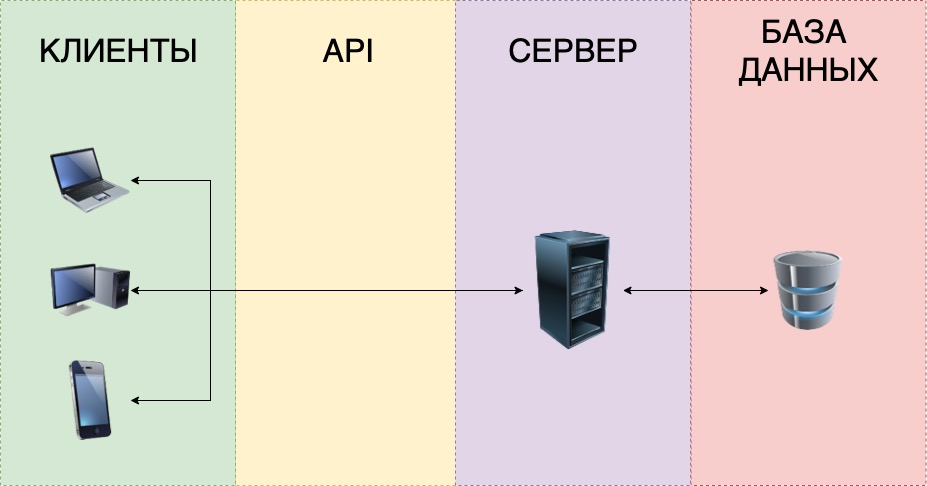 КЛИЕНТЫ
API
СЕРВЕР
БАЗА
ДАННЫХ